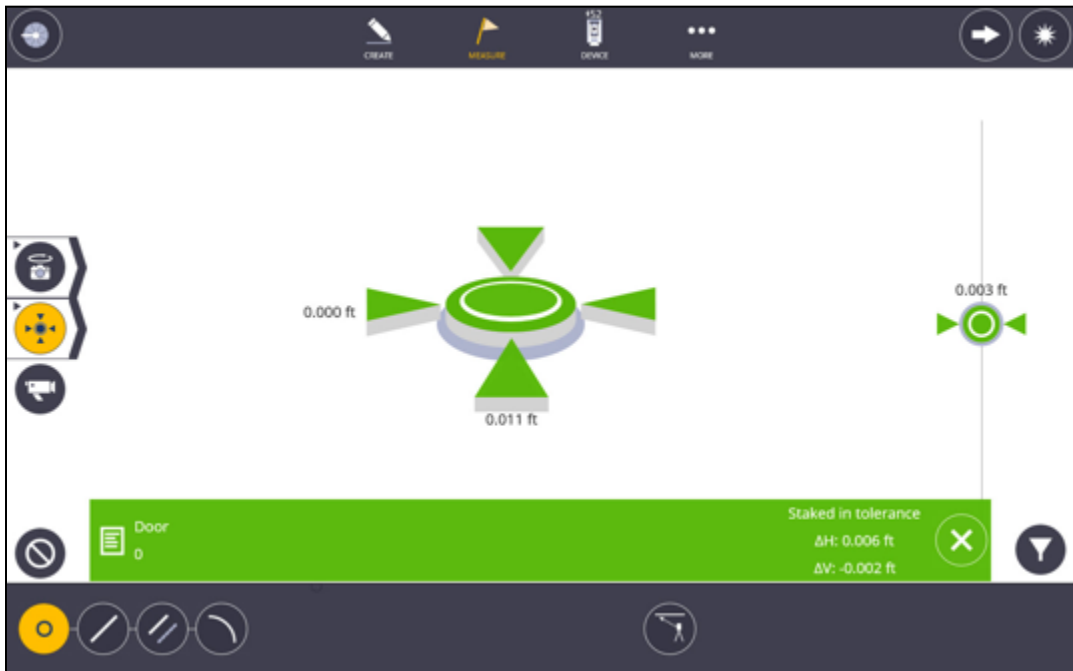 +52
CREATE
MEASURE
DEVICE
MORE
0.003 ft
0.000 ft
0.011 ft
Door
0
Staked in tolerance
ΔH: 0.006 ft
ΔV: -0.002 ft